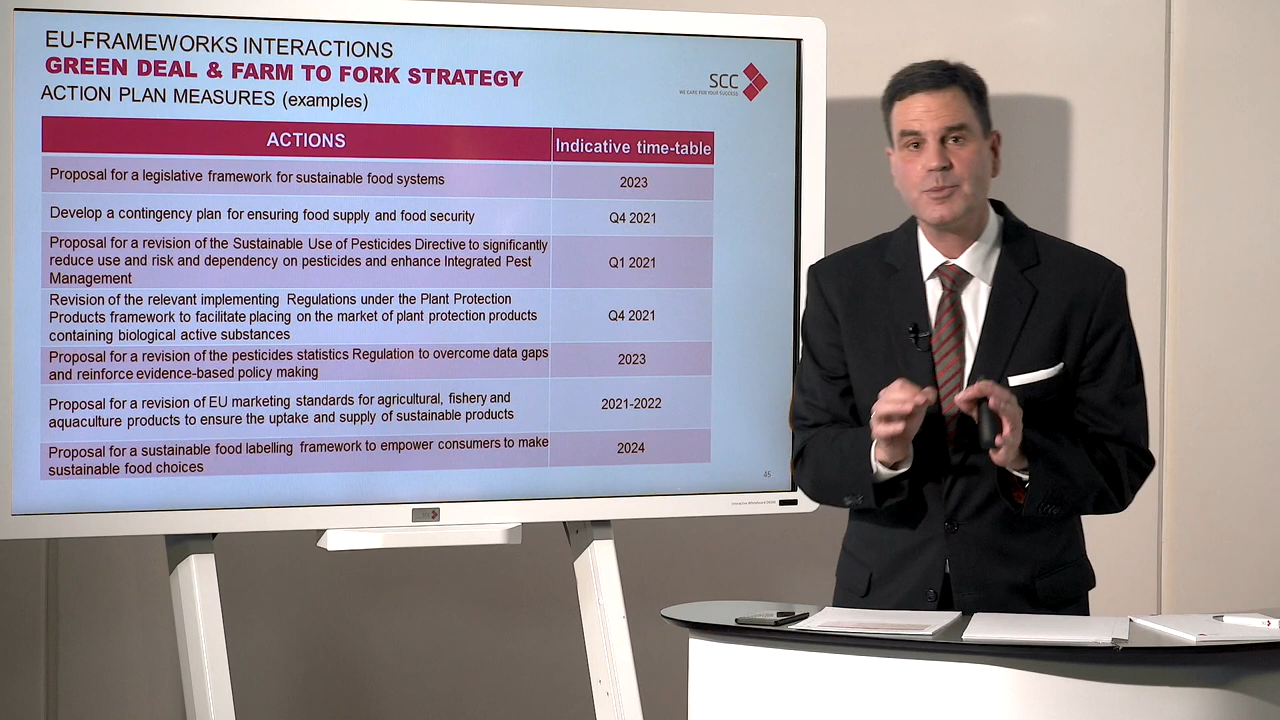 EU-FRAMEWORKS INTERACTIONS
GREEN DEAL & FARM TO FORK STRATEGY
ACTION PLAN MEASURES (examples)
SCC
WE CARE FOR YOUR SUCCESS
ACTIONS
Indicative time-table
Proposal for a legislative framework for sustainable food systems
2023
Develop a contingency plan for ensuring food supply and food security
Q4 2021
Proposal for a revision of the Sustainable Use of Pesticides Directive to significantly
reduce use and risk and dependency on pesticides and enhance Integrated Pest
Management
Q1 2021
Revision of the relevant implementing Regulations under the Plant Protection
Products framework to facilitate placing on the market of plant protection products
containing biological active substances
Q4 2021
Proposal for a revision of the pesticides statistics Regulation to overcome data gaps
and reinforce evidence-based policy making
2023
Proposal for a revision of EU marketing standards for agricultural, fishery and
aquaculture products to ensure the uptake and supply of sustainable products
2021-2022
Proposal for a sustainable food labelling framework to empower consumers to make
sustainable food choices
2024
45